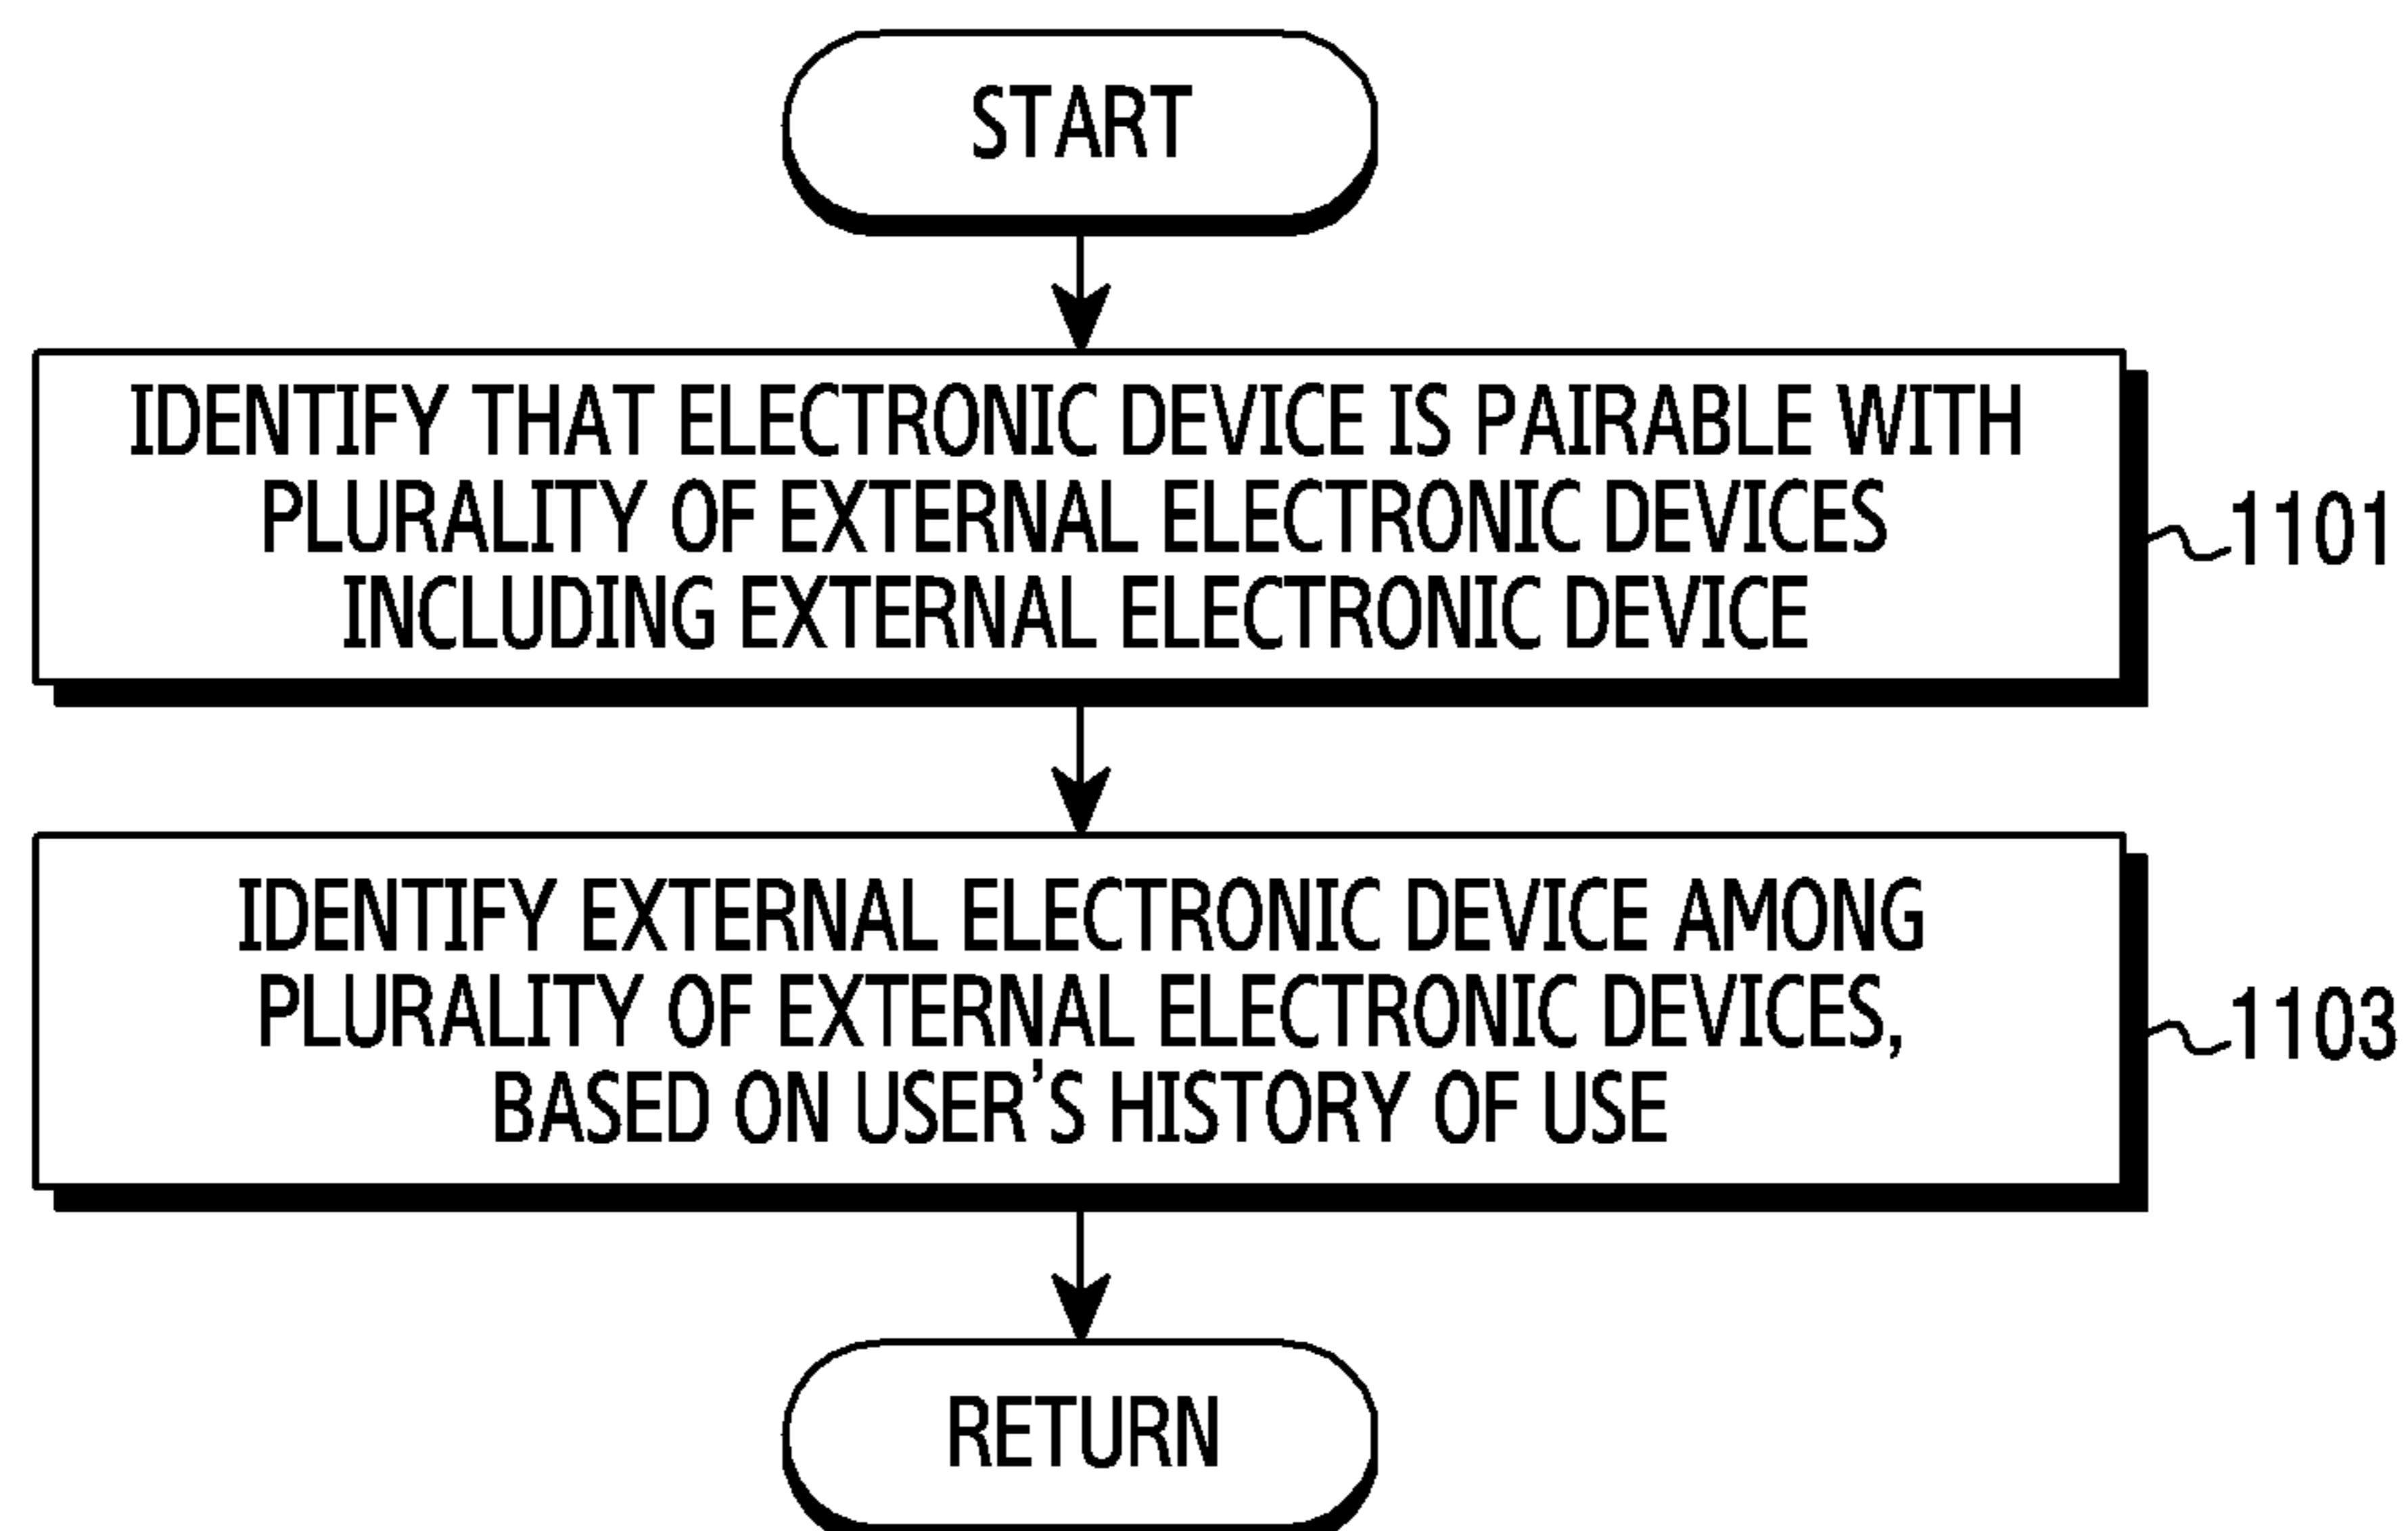 START
IDENTIFY THAT ELECTRONIC DEVICE IS PAIRABLE WITH
PLURALITY OF EXTERNAL ELECTRONIC DEVICES
INCLUDING EXTERNAL ELECTRONIC DEVICE
1101
IDENTIFY EXTERNAL ELECTRONIC DEVICE AMONG
PLURALITY OF EXTERNAL ELECTRONIC DEVICES,
BASED ON USER'S HISTORY OF USE
1103
RETURN